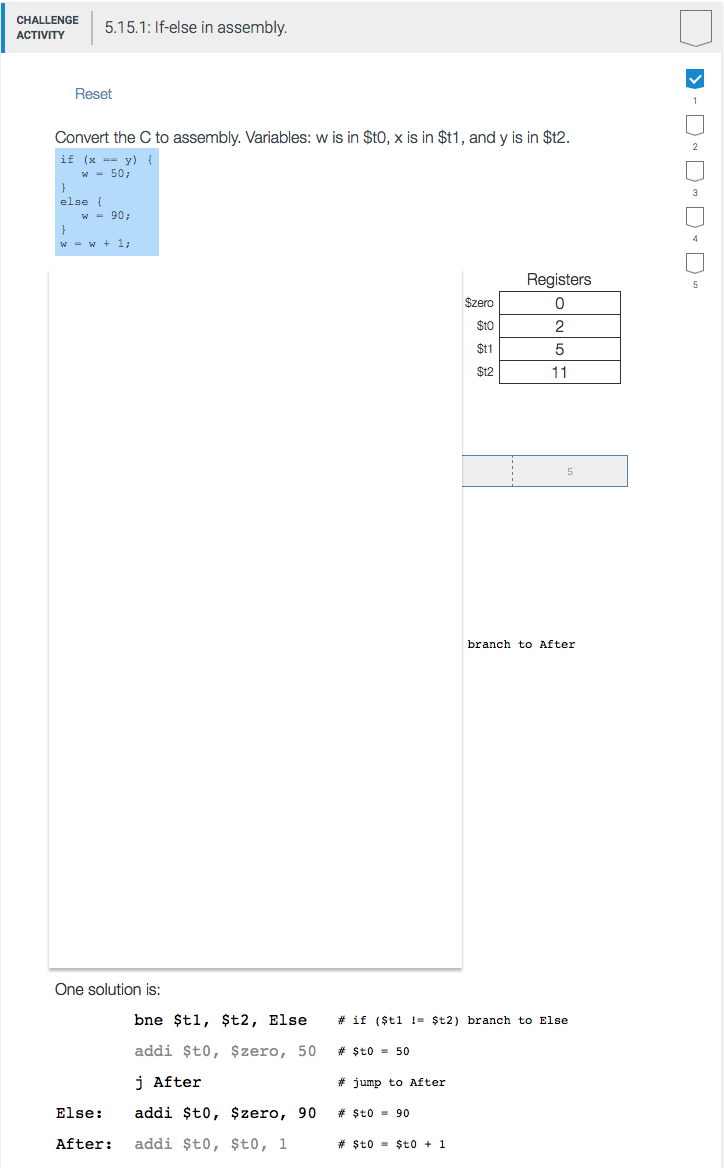 CHALLENGE
ACTIVITY
5.15.1: If-else in assembly.
Reset
1
2
3
4
5
Convert the C to assembly. Variables: w is in $t0, x is in $t1, and y is in $t2.
if (x == y) {
w = 50;
}
else {
w = 90;
}
w = w + 1;
Registers
$zero 0
$t0 2
$t1 5
$t2 11
5
branch to After
One solution is:
bne $t1, $t2, Else # if ($t1 != $t2) branch to Else
addi $t0, $zero, 50 # $t0 = 50
j After # jump to After
Else: addi $t0, $zero, 90 # $t0 = 90
After: addi $t0, $t0, 1 # $t0 = $t0 + 1